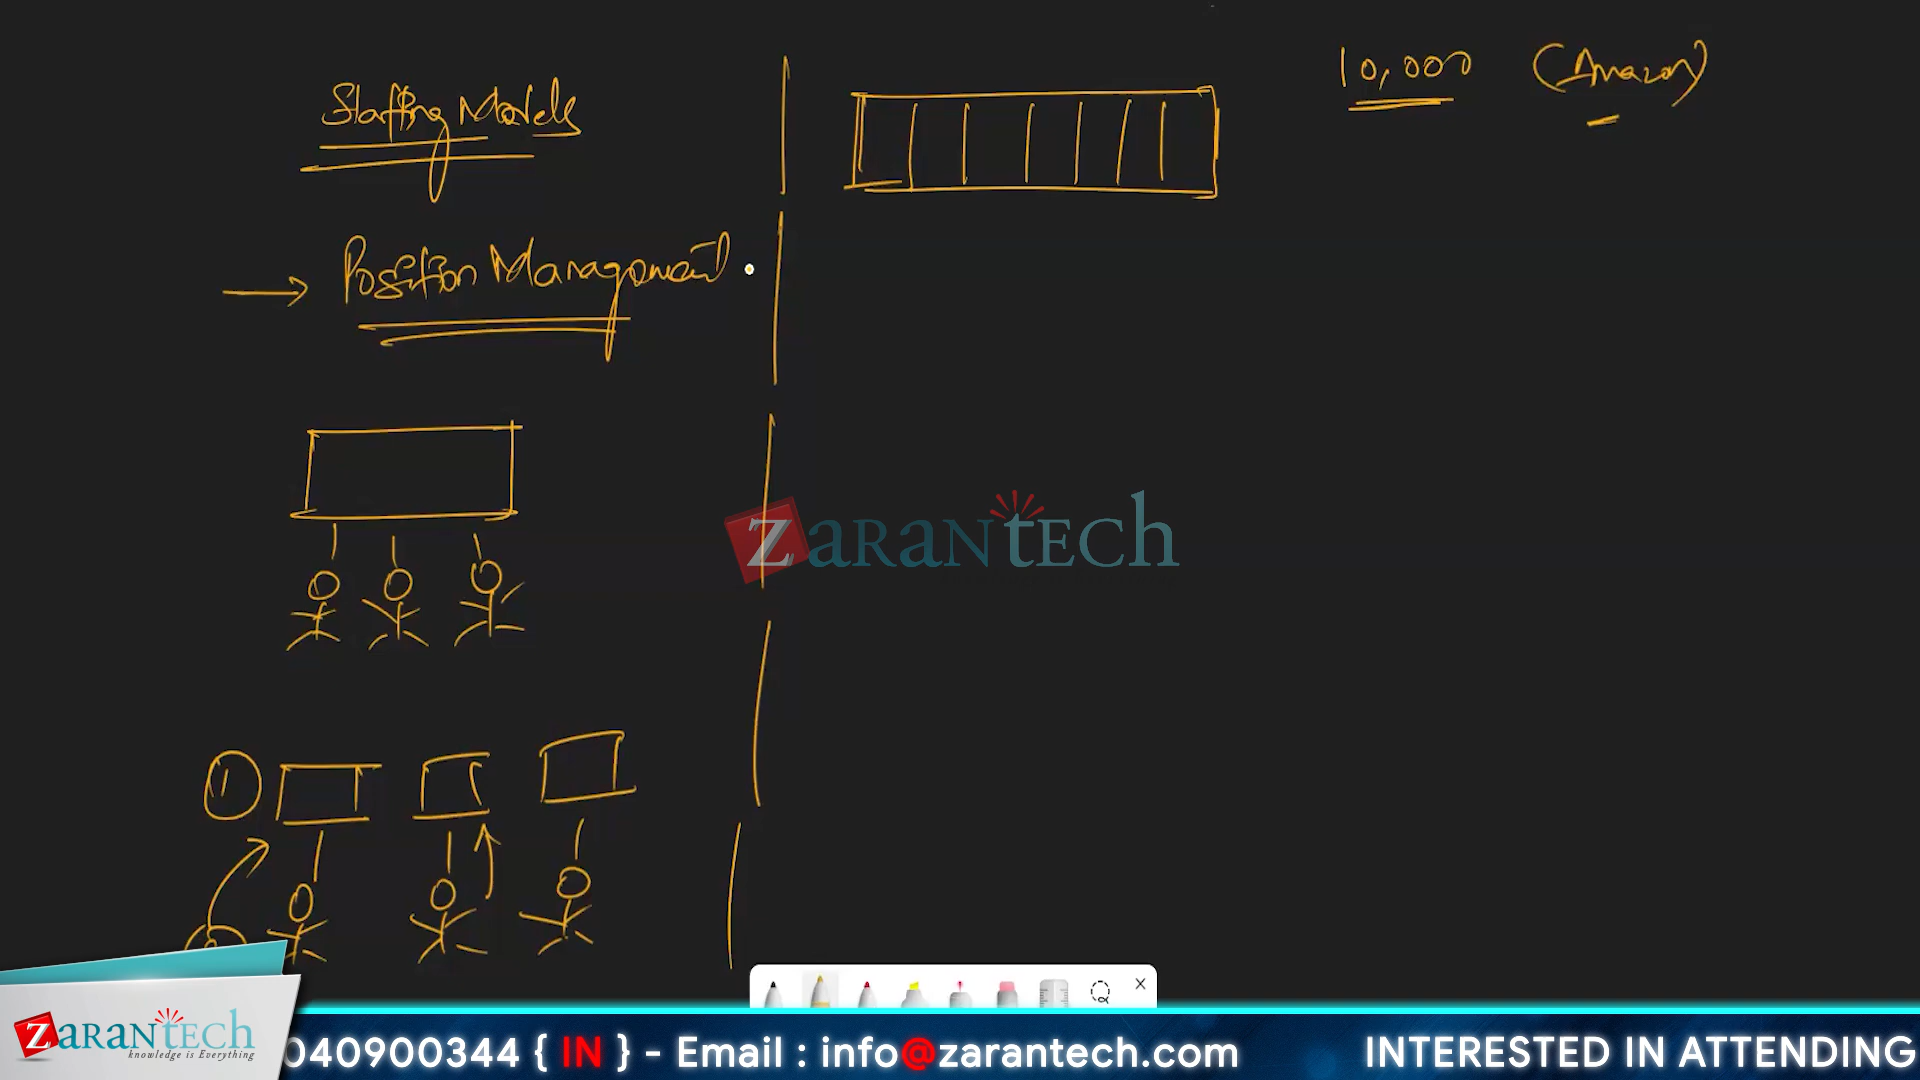 Staffing Models
10,000 (Amazon)
→ Position Management
ZaranTech
1
ZaranTech
knowledge is Everything
040900344 { IN } - Email : info@zarantech.com
INTERESTED IN ATTENDING